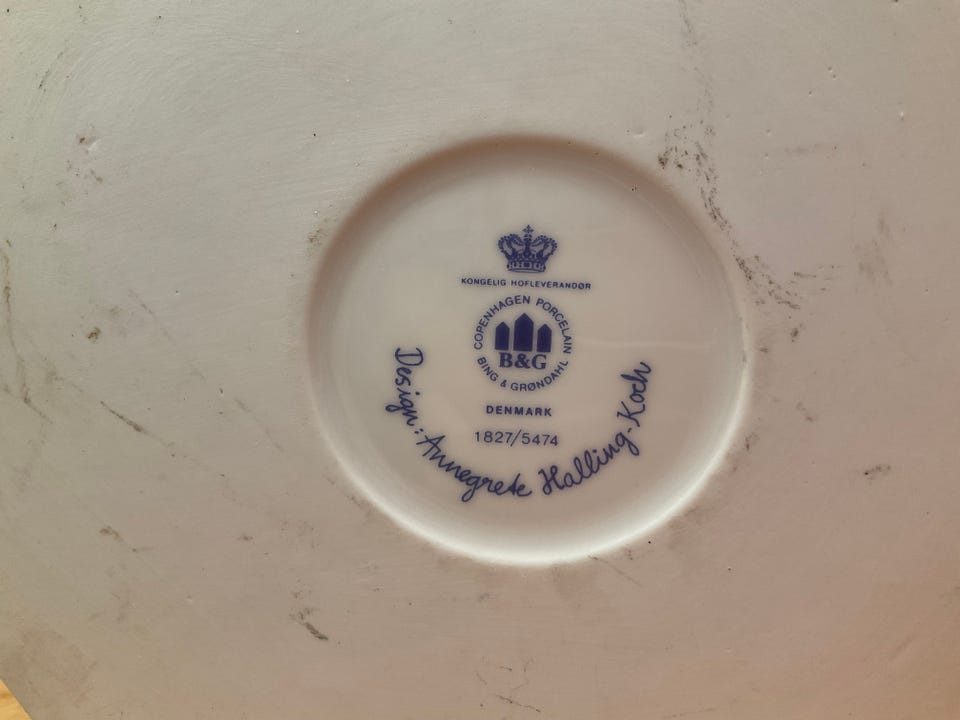 KONGELIG HOFLEVERANDØR
COPENHAGEN PORCELAIN
B&G
BING & GRØNDAHL
DENMARK
1827/5474
Design: Annegrete Halling-Koch